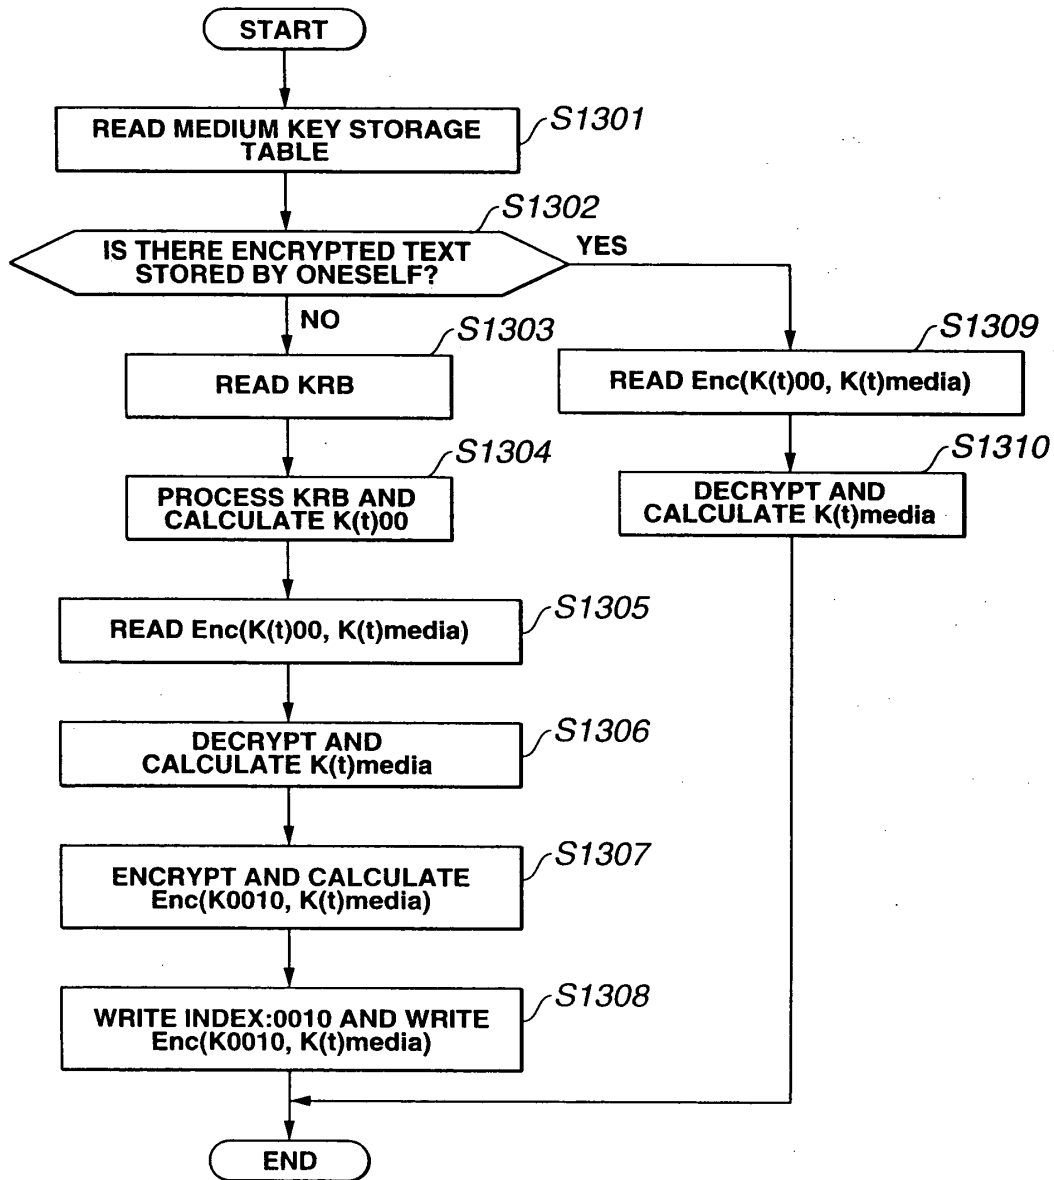 START
READ MEDIUM KEY STORAGE
TABLE
S1301
S1302
IS THERE ENCRYPTED TEXT
STORED BY ONESELF?
YES
NO
S1303
READ KRB
S1309
READ Enc(K(t)00, K(t)media)
S1304
PROCESS KRB AND
CALCULATE K(t)00
S1310
DECRYPT AND
CALCULATE K(t)media
S1305
READ Enc(K(t)00, K(t)media)
S1306
DECRYPT AND
CALCULATE K(t)media
S1307
ENCRYPT AND CALCULATE
Enc(K0010, K(t)media)
S1308
WRITE INDEX:0010 AND WRITE
Enc(K0010, K(t)media)
END